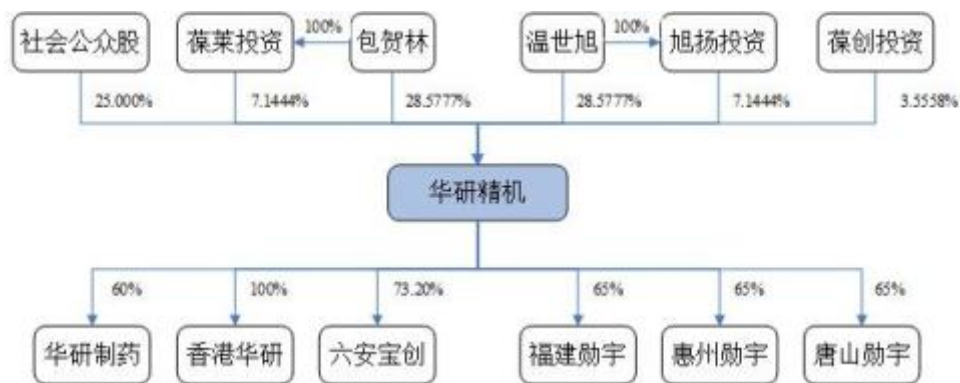 社会公众股
葆莱投资
100%
包贺林
温世旭
100%
旭扬投资
葆创投资
25.000%
7.1444%
28.5777%
28.5777%
7.1444%
3.5558%
华研精机
60%
100%
73.20%
65%
65%
65%
华研制药
香港华研
六安宝创
福建勋宇
惠州勋宇
唐山勋宇